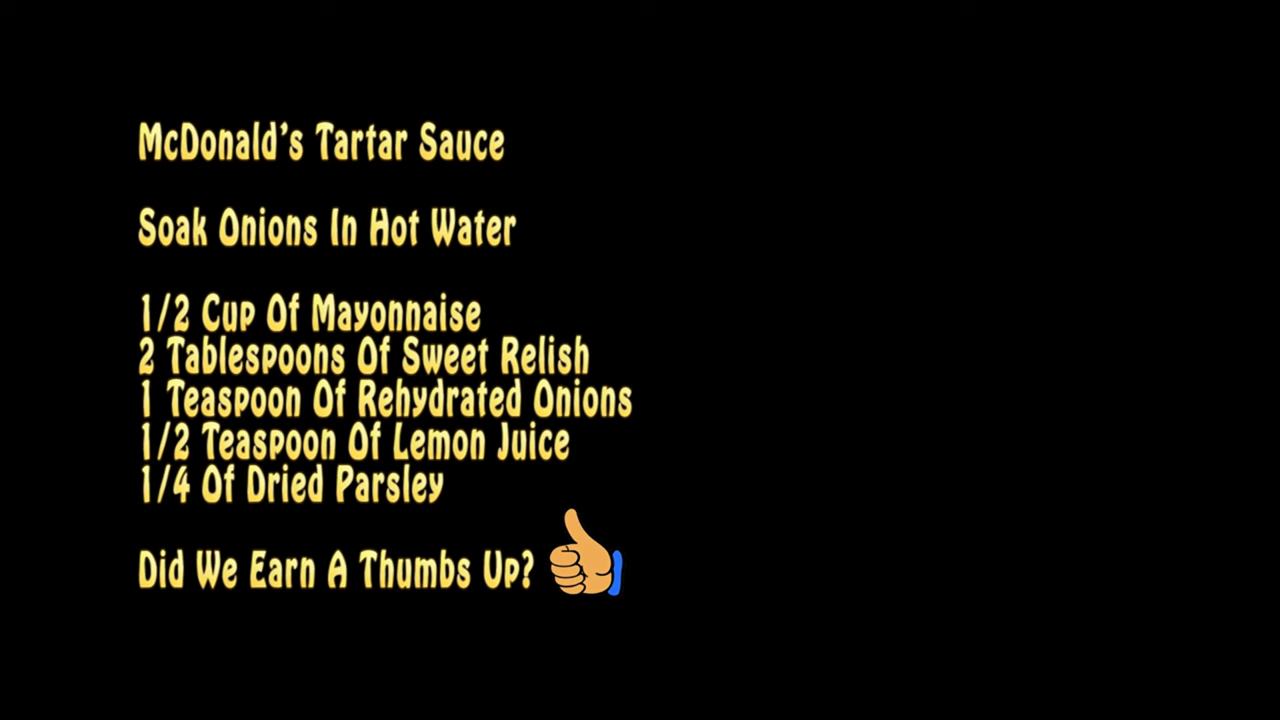 McDonald's Tartar Sauce
Soak Onions In Hot Water
1/2 Cup Of Mayonnaise
2 Tablespoons Of Sweet Relish
1 Teaspoon Of Rehydrated Onions
1/2 Teaspoon Of Lemon Juice
1/4 Of Dried Parsley
Did We Earn A Thumbs Up?